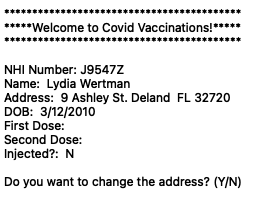 ******************************************
*****Welcome to Covid Vaccinations!*****
******************************************
NHI Number: J9547Z
Name:  Lydia Wertman
Address:  9 Ashley St. Deland  FL 32720
DOB:  3/12/2010
First Dose:
Second Dose:
Injected?:  N
Do you want to change the address? (Y/N)